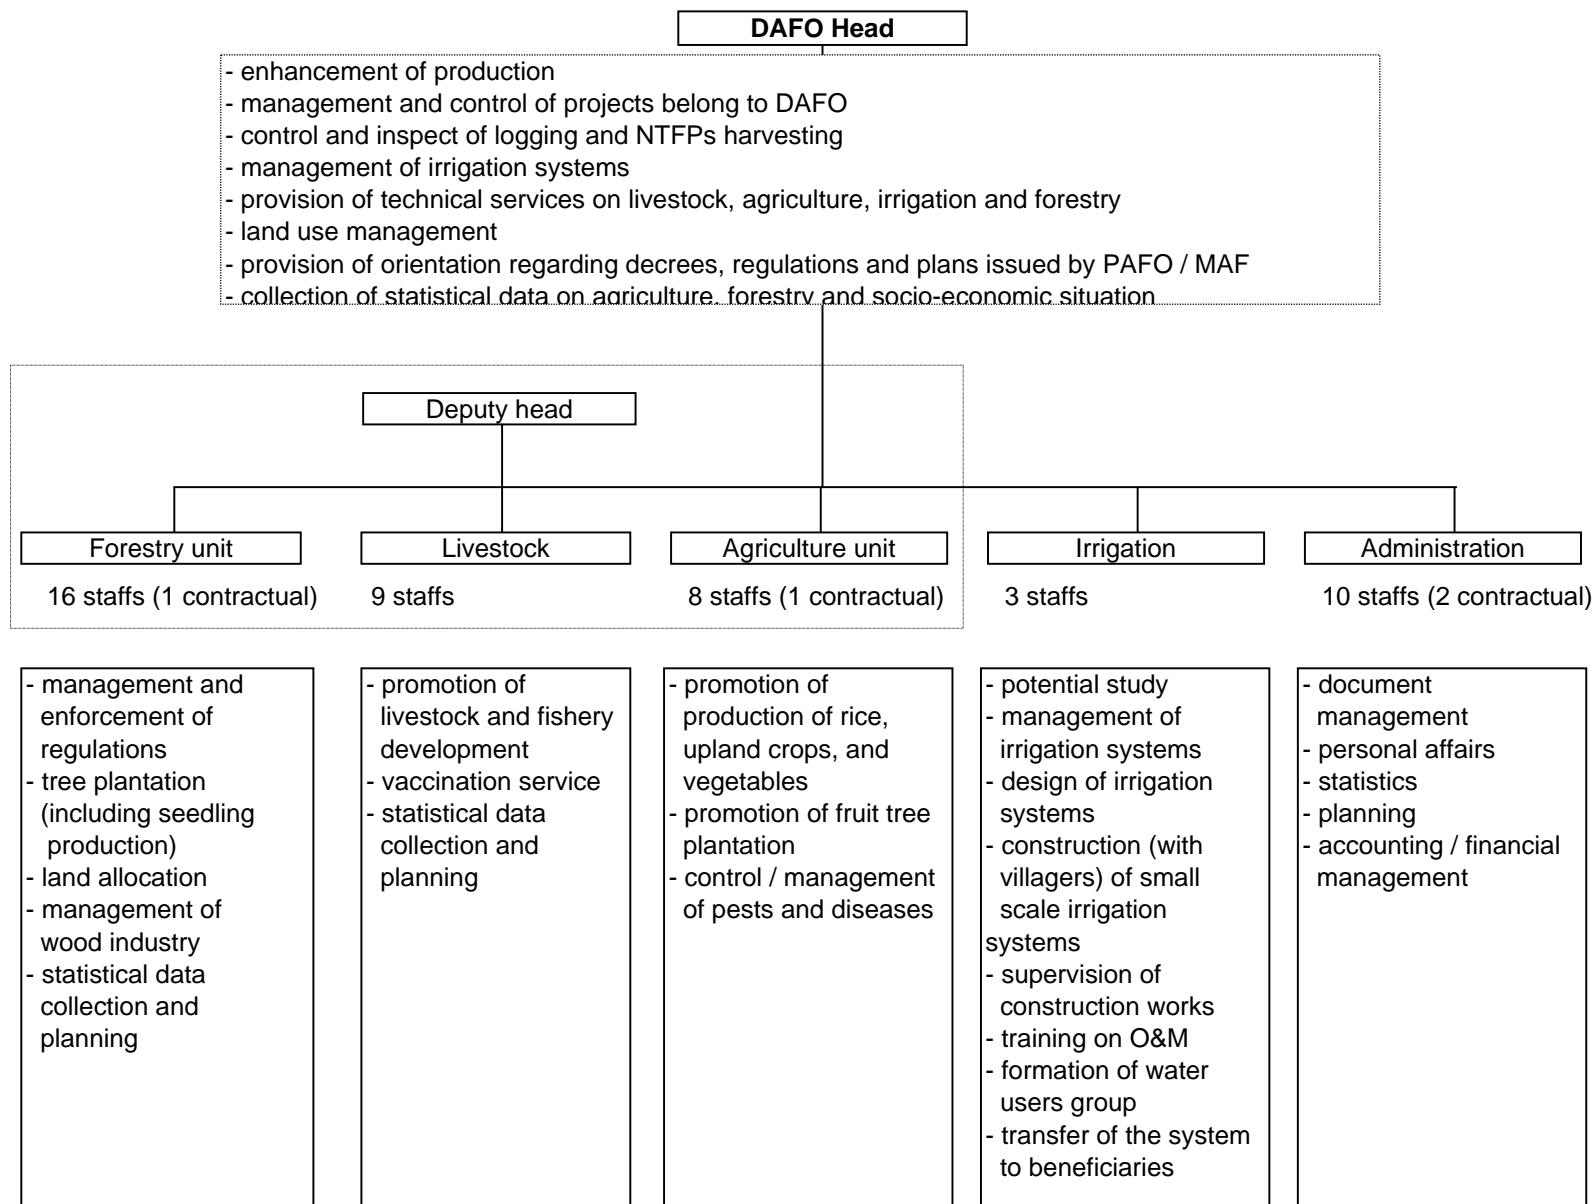 DAFO Head
- enhancement of production
- management and control of projects belong to DAFO
- control and inspect of logging and NTFPs harvesting
- management of irrigation systems
- provision of technical services on livestock, agriculture, irrigation and forestry
- land use management
- provision of orientation regarding decrees, regulations and plans issued by PAFO / MAF
- collection of statistical data on agriculture, forestry and socio-economic situation
Deputy head
Forestry unit
Livestock
Agriculture unit
Irrigation
Administration
16 staffs (1 contractual)
9 staffs
8 staffs (1 contractual)
3 staffs
10 staffs (2 contractual)
- management and
enforcement of
regulations
- tree plantation
(including seedling
production)
- land allocation
- management of
wood industry
- statistical data
collection and
planning
- promotion of
livestock and fishery
development
- vaccination service
- statistical data
collection and
planning
- promotion of
production of rice,
upland crops, and
vegetables
- promotion of fruit tree
plantation
- control / management
of pests and diseases
- potential study
- management of
irrigation systems
- design of irrigation
systems
- construction (with
villagers) of small
scale irrigation
systems
- supervision of
construction works
- training on O&M
- formation of water
users group
- transfer of the system
to beneficiaries
- document
management
- personal affairs
- statistics
- planning
- accounting / financial
management